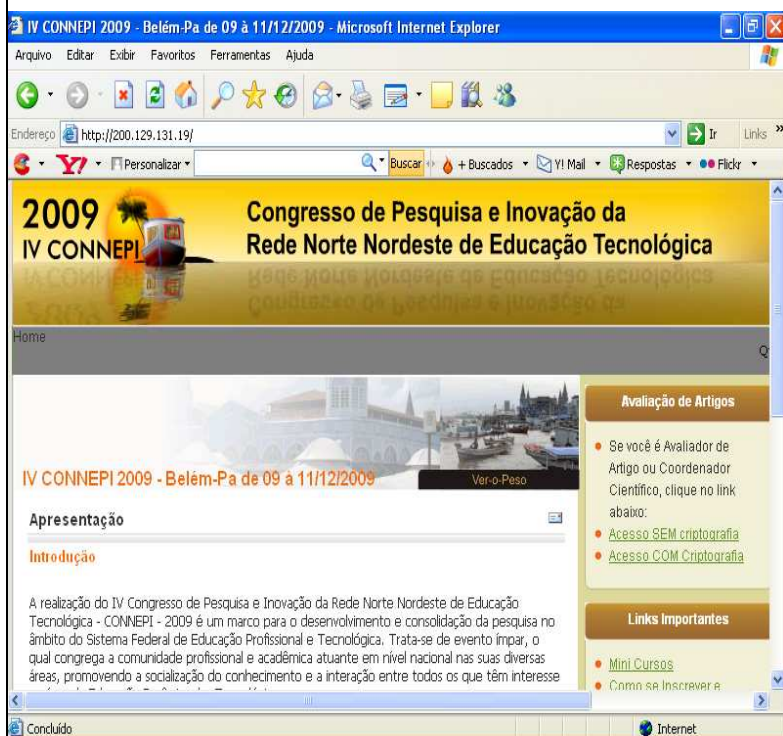 IV CONNEPI 2009 - Belém-Pa de 09 à 11/12/2009 - Microsoft Internet Explorer
Arquivo Editar Exibir Favoritos Ferramentas Ajuda
Endereço http://200.129.131.19/ Ir Links »
Y! Personalizar Buscar + Buscados Y! Mail Respostas Flickr
2009
IV CONNEPI
Congresso de Pesquisa e Inovação da
Rede Norte Nordeste de Educação Tecnológica
Home
Q
IV CONNEPI 2009 - Belém-Pa de 09 à 11/12/2009
Ver-o-Peso
Apresentação
Introdução
A realização do IV Congresso de Pesquisa e Inovação da Rede Norte Nordeste de Educação
Tecnológica - CONNEPI - 2009 é um marco para o desenvolvimento e consolidação da pesquisa no
âmbito do Sistema Federal de Educação Profissional e Tecnológica. Trata-se de evento ímpar, o
qual congrega a comunidade profissional e acadêmica atuante em nível nacional nas suas diversas
áreas, promovendo a socialização do conhecimento e a interação entre todos os que têm interesse
Avaliação de Artigos
Se você é Avaliador de
Artigo ou Coordenador
Científico, clique no link
abaixo:
Acesso SEM criptografia
Acesso COM Criptografia
Links Importantes
Mini Cursos
Como se Inscrever e
Concluído Internet